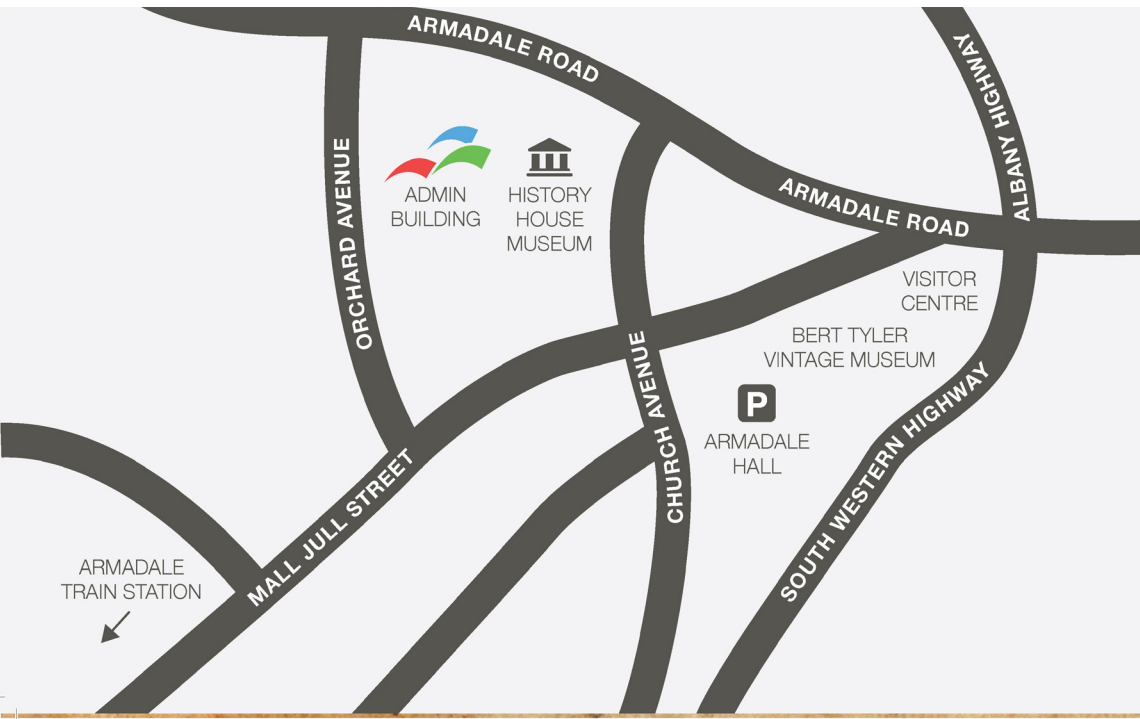 ARMADALE ROAD
ALBANY HIGHWAY
ORCHARD AVENUE
ADMIN
BUILDING
HISTORY
HOUSE
MUSEUM
ARMADALE ROAD
VISITOR
CENTRE
BERT TYLER
VINTAGE MUSEUM
CHURCH AVENUE
P
ARMADALE
HALL
SOUTH WESTERN HIGHWAY
MALL JULL STREET
ARMADALE
TRAIN STATION